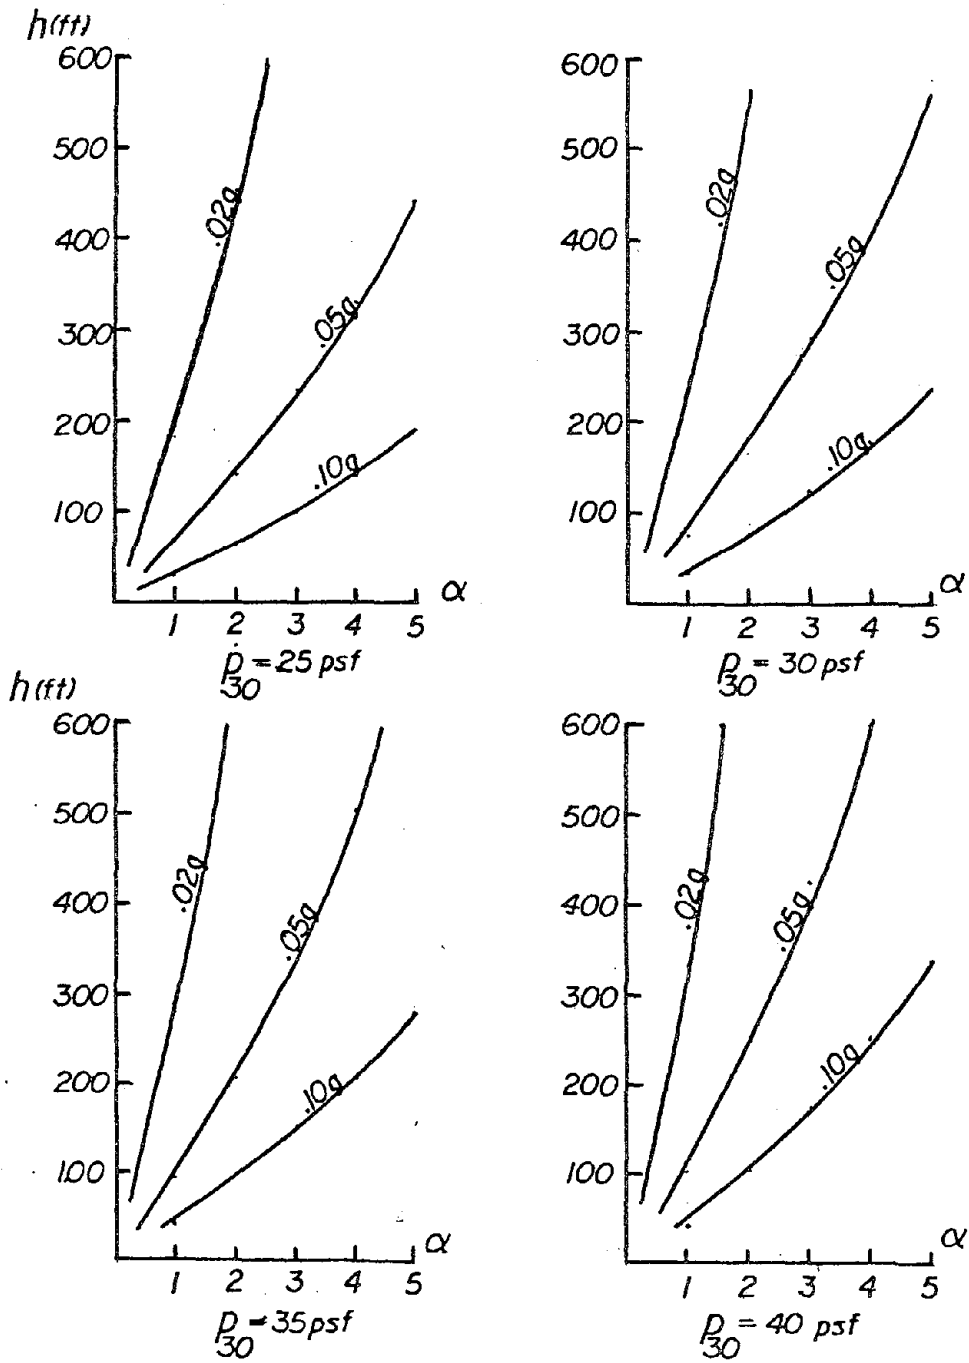 h(ft)
600
500
400
300
200
100
.02g
.05g
.10g
1 2 3 4 5 α
p30 = 25 psf
600
500
400
300
200
100
.02g
.05g
.10g
1 2 3 4 5 α
p30 = 30 psf
h(ft)
600
500
400
300
200
100
.02g
.05g
.10g
1 2 3 4 5 α
p30 = 35 psf
600
500
400
300
200
100
.02g
.05g
.10g
1 2 3 4 5 α
p30 = 40 psf